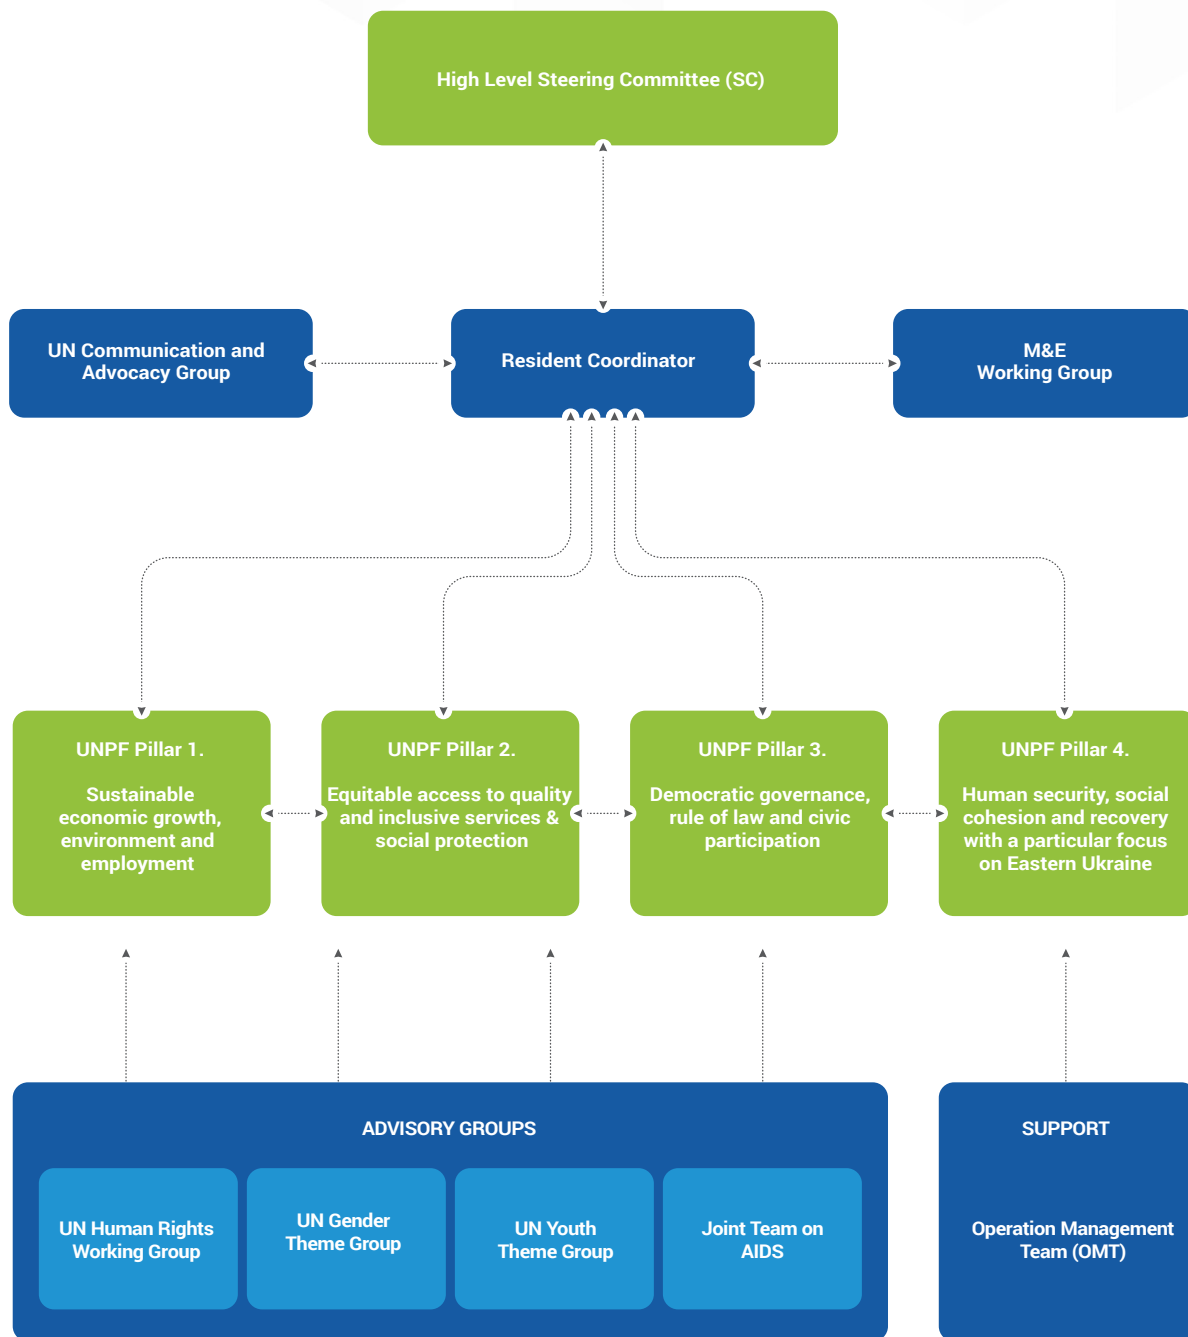 High Level Steering Committee (SC)
UN Communication and
Advocacy Group
Resident Coordinator
M&E
Working Group
UNPF Pillar 1.
Sustainable
economic growth,
environment and
employment
UNPF Pillar 2.
Equitable access to quality
and inclusive services &
social protection
UNPF Pillar 3.
Democratic governance,
rule of law and civic
participation
UNPF Pillar 4.
Human security, social
cohesion and recovery
with a particular focus
on Eastern Ukraine
ADVISORY GROUPS
UN Human Rights
Working Group
UN Gender
Theme Group
UN Youth
Theme Group
Joint Team on
AIDS
SUPPORT
Operation Management
Team (OMT)